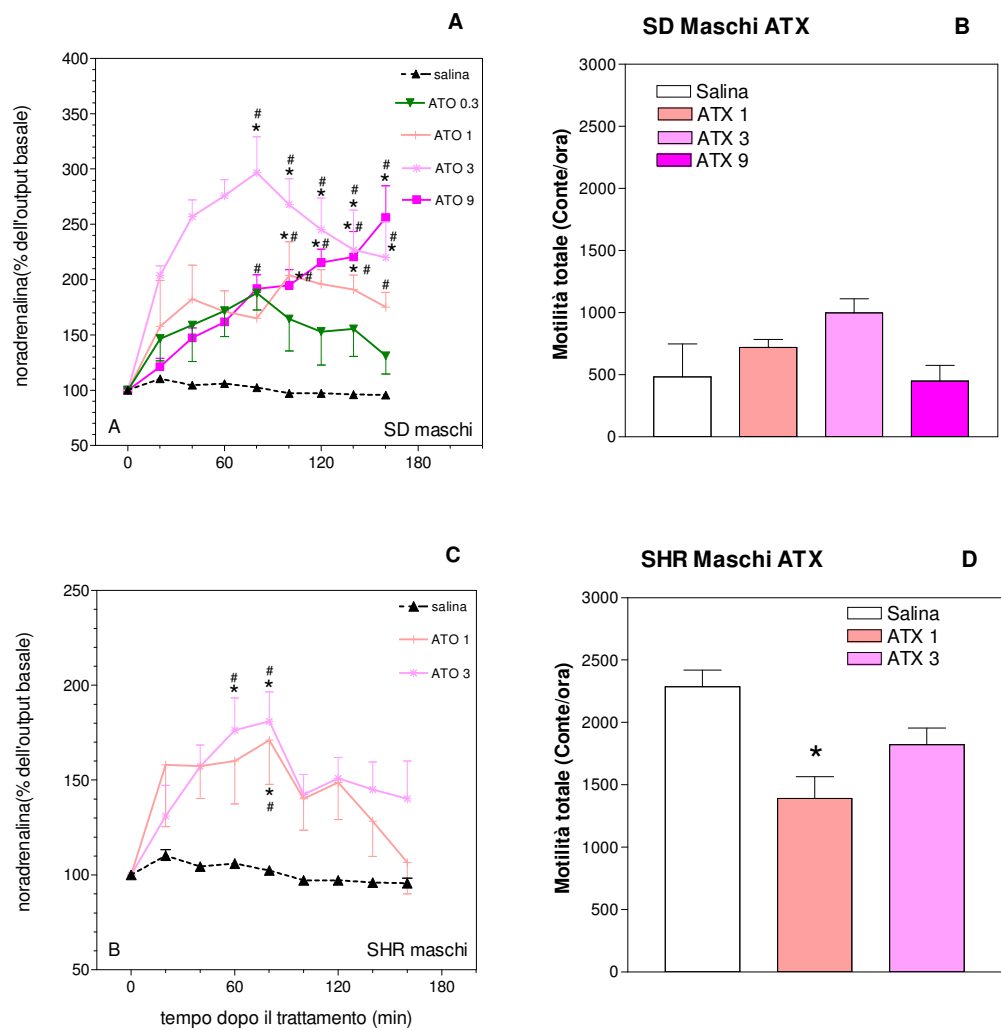 A
noradrenalina(% dell'output basale)
400
350
300
250
200
150
100
50
0
60
120
180
salina
ATO 0.3
ATO 1
ATO 3
ATO 9
#
*
#
*
#
*
#
*
#
*
#
*
*#
*#
*#
*#
*#
#
#
A
SD maschi
SD Maschi ATX
B
Motilità totale (Conte/ora)
3000
2500
2000
1500
1000
500
0
Salina
ATX 1
ATX 3
ATX 9
C
noradrenalina(% dell'output basale)
250
200
150
100
50
0
60
120
180
salina
ATO 1
ATO 3
#
*
#
*
*
#
B
SHR maschi
tempo dopo il trattamento (min)
SHR Maschi ATX
D
Motilità totale (Conte/ora)
3000
2500
2000
1500
1000
500
0
Salina
ATX 1
ATX 3
*